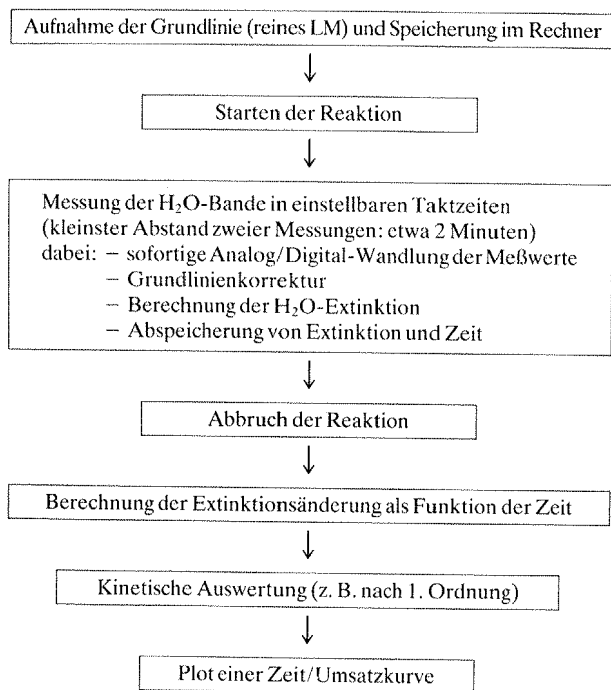 Aufnahme der Grundlinie (reines LM) und Speicherung im Rechner
↓
Starten der Reaktion
↓
Messung der H₂O-Bande in einstellbaren Taktzeiten
(kleinster Abstand zweier Messungen: etwa 2 Minuten)
dabei: – sofortige Analog/Digital-Wandlung der Meßwerte
– Grundlinienkorrektur
– Berechnung der H₂O-Extinktion
– Abspeicherung von Extinktion und Zeit
↓
Abbruch der Reaktion
↓
Berechnung der Extinktionsänderung als Funktion der Zeit
↓
Kinetische Auswertung (z. B. nach 1. Ordnung)
↓
Plot einer Zeit/Umsatzkurve